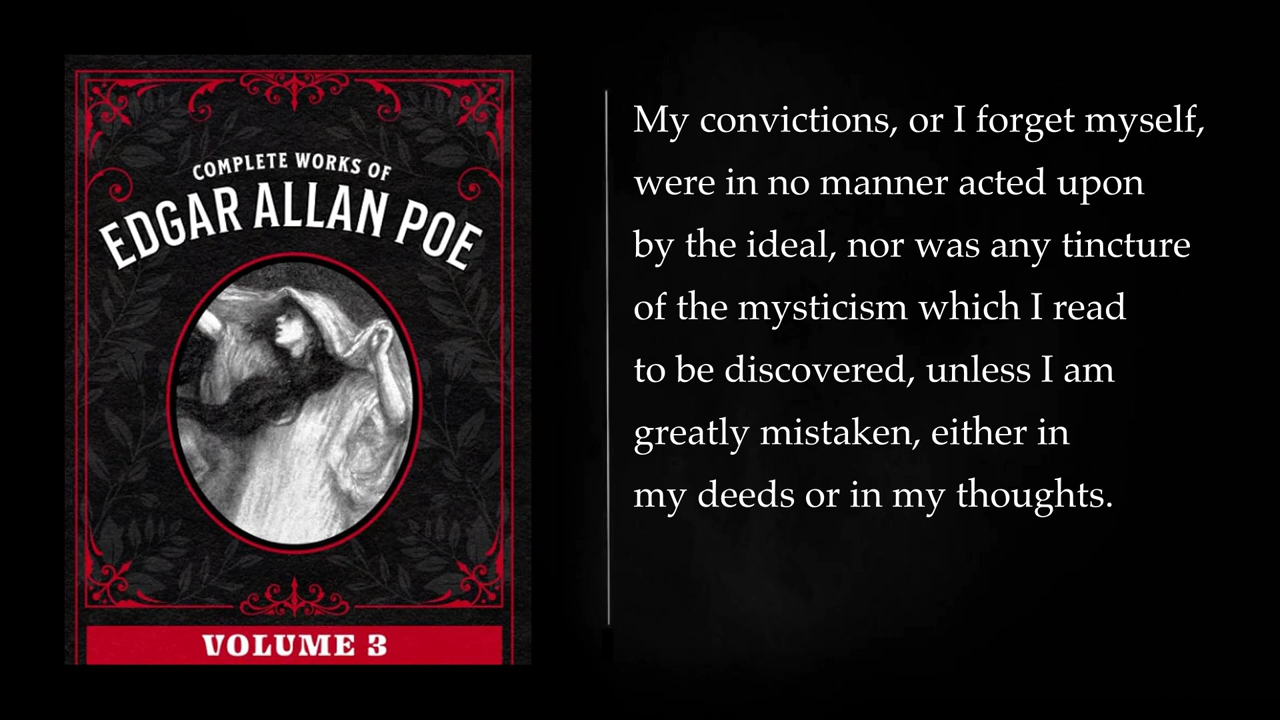 COMPLETE WORKS OF
EDGAR ALLAN POE
VOLUME 3
My convictions, or I forget myself,
were in no manner acted upon
by the ideal, nor was any tincture
of the mysticism which I read
to be discovered, unless I am
greatly mistaken, either in
my deeds or in my thoughts.